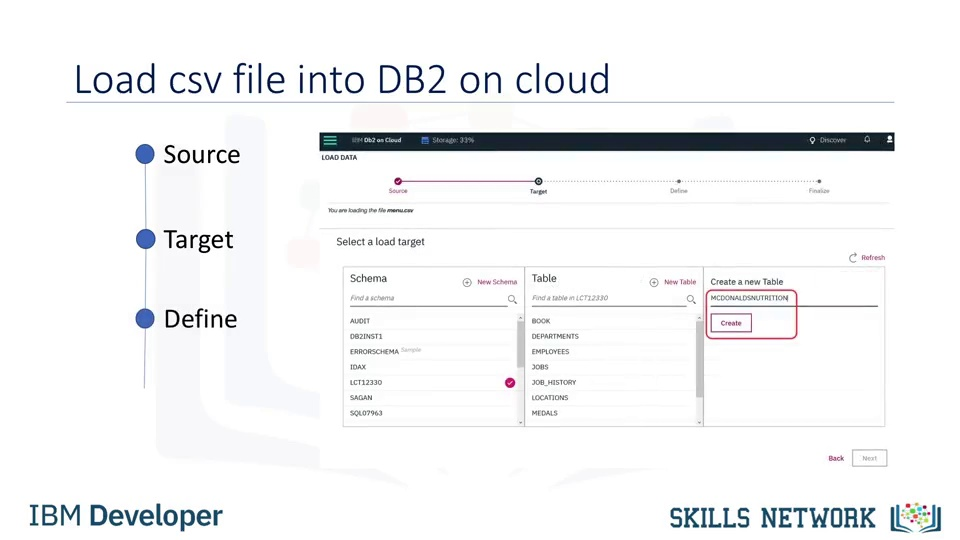 Load csv file into DB2 on cloud
Source
Target
Define
IBM Db2 on Cloud
Storage: 33%
Discover
LOAD DATA
Source
Target
Define
Finalize
You are loading the file menu.csv
Select a load target
Refresh
Schema
New Schema
Find a schema
AUDIT
DB2INST1
ERRORSCHEMA Sample
IDAX
LCT12330
SAGAN
SQL07963
Table
New Table
Find a table in LCT12330
BOOK
DEPARTMENTS
EMPLOYEES
JOBS
JOB_HISTORY
LOCATIONS
MEDALS
Create a new Table
MCDONALDSNUTRITION
Create
Back
Next
IBM Developer
SKILLS NETWORK